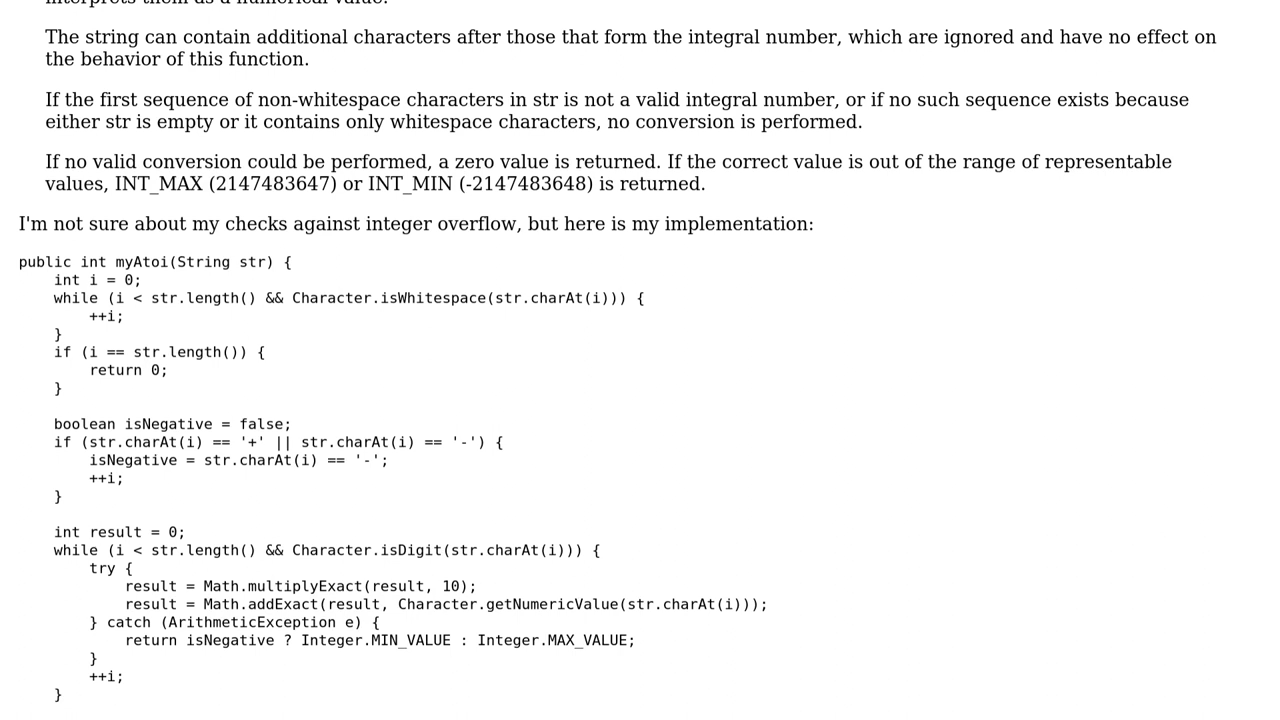 interprets them as a numerical value.
The string can contain additional characters after those that form the integral number, which are ignored and have no effect on
the behavior of this function.
If the first sequence of non-whitespace characters in str is not a valid integral number, or if no such sequence exists because
either str is empty or it contains only whitespace characters, no conversion is performed.
If no valid conversion could be performed, a zero value is returned. If the correct value is out of the range of representable
values, INT_MAX (2147483647) or INT_MIN (-2147483648) is returned.
I'm not sure about my checks against integer overflow, but here is my implementation:
public int myAtoi(String str) {
    int i = 0;
    while (i < str.length() && Character.isWhitespace(str.charAt(i))) {
        ++i;
    }
    if (i == str.length()) {
        return 0;
    }
    boolean isNegative = false;
    if (str.charAt(i) == '+' || str.charAt(i) == '-') {
        isNegative = str.charAt(i) == '-';
        ++i;
    }
    int result = 0;
    while (i < str.length() && Character.isDigit(str.charAt(i))) {
        try {
            result = Math.multiplyExact(result, 10);
            result = Math.addExact(result, Character.getNumericValue(str.charAt(i)));
        } catch (ArithmeticException e) {
            return isNegative ? Integer.MIN_VALUE : Integer.MAX_VALUE;
        }
        ++i;
    }